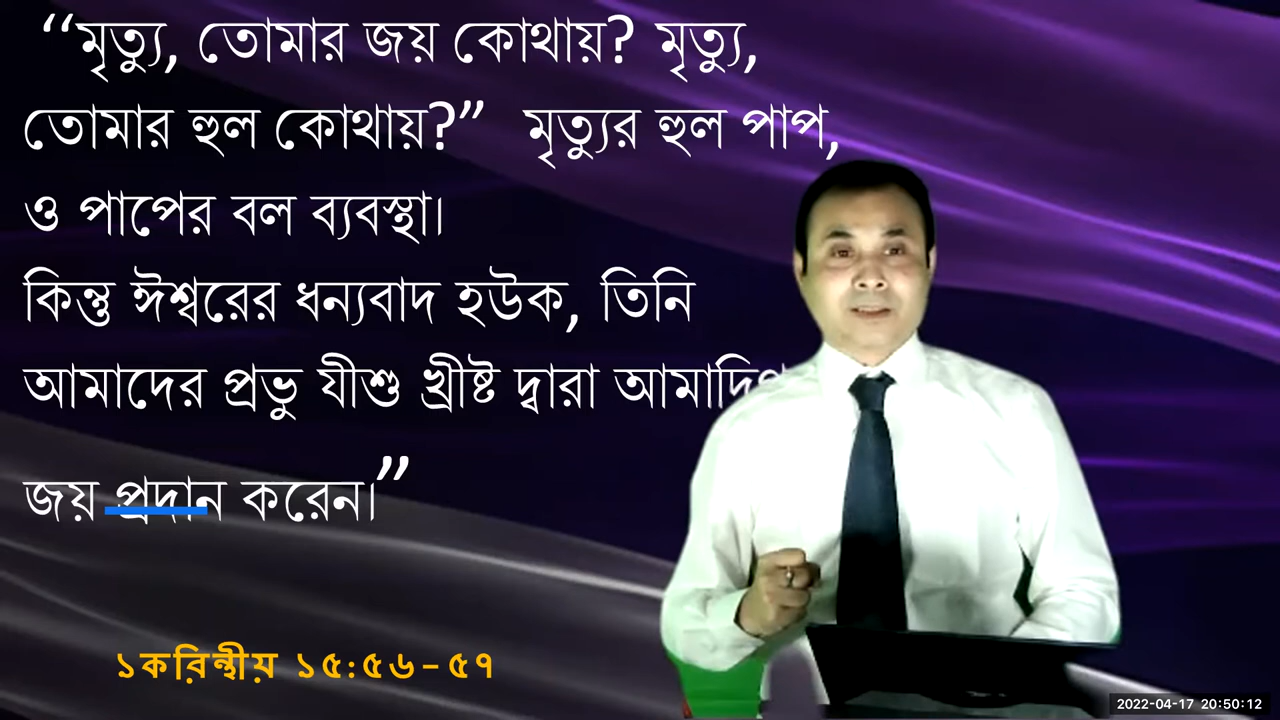 ‘‘মৃত্যু, তোমার জয় কোথায়? মৃত্যু,
তোমার হুল কোথায়?” মৃত্যুর হুল পাপ,
ও পাপের বল ব্যবস্থা।
কিন্তু ঈশ্বরের ধন্যবাদ হউক, তিনি
আমাদের প্রভু যীশু খ্রীষ্ট দ্বারা
জয় প্রদান করেন।”
১করিন্থীয় ১৫:৫৬-৫৭
2022-04-17 20:50:12